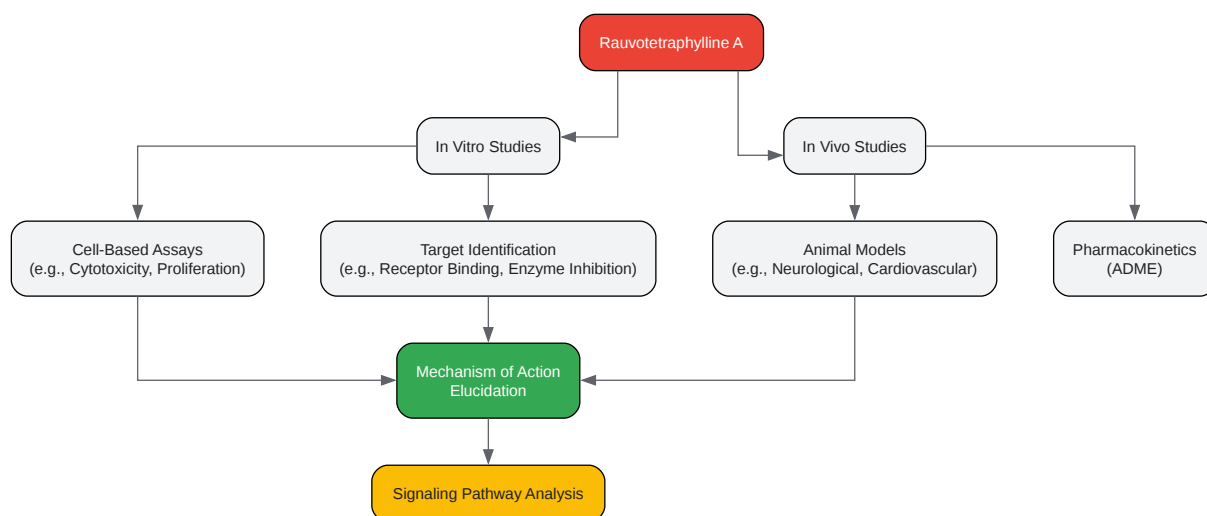 Rauvotetraphylline A
In Vitro Studies
In Vivo Studies
Cell-Based Assays
(e.g., Cytotoxicity, Proliferation)
Target Identification
(e.g., Receptor Binding, Enzyme Inhibition)
Animal Models
(e.g., Neurological, Cardiovascular)
Pharmacokinetics
(ADME)
Mechanism of Action
Elucidation
Signaling Pathway Analysis